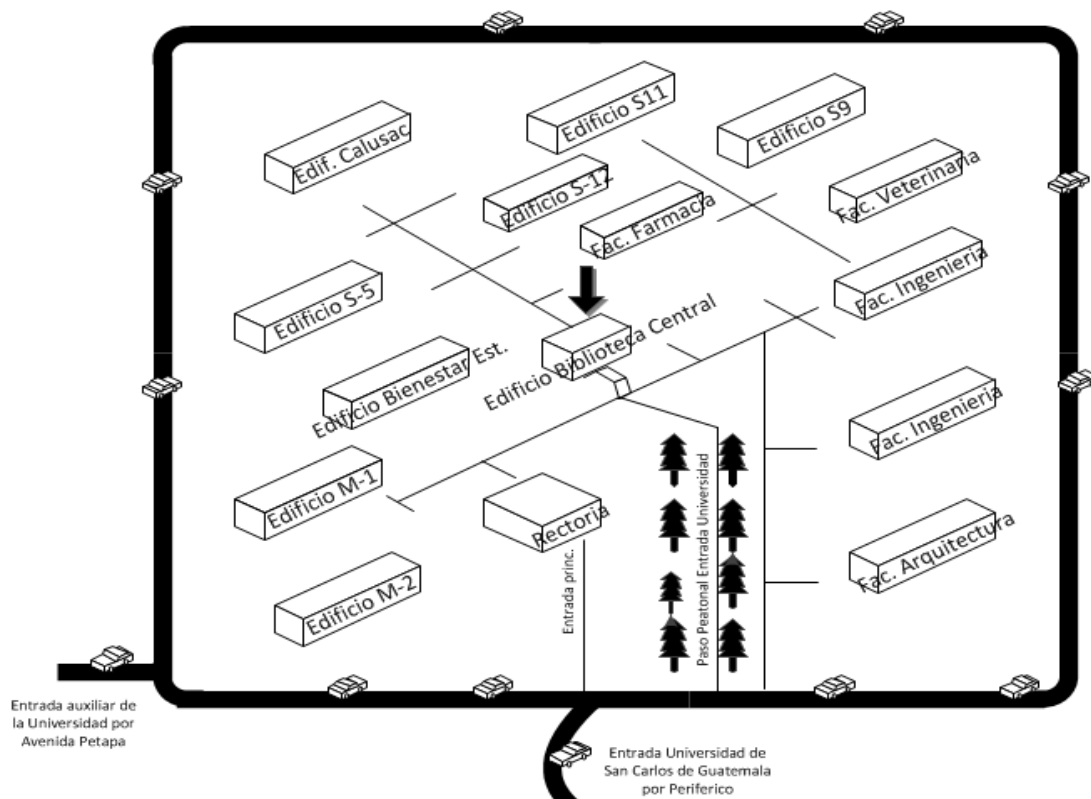 Edif. Calusac
Edificio S11
Edificio S9
Edificio S-12
Fac. Farmacia
Fac. Veterinaria
Edificio S-5
Fac. Ingenieria
Edificio Biblioteca Central
Edificio Bienestar Est.
Fac. Ingenieria
Edificio M-1
Rectoria
Fac. Arquitectura
Edificio M-2
Entrada princ.
Paso Peatonal Entrada Universidad
Entrada auxiliar de
la Universidad por
Avenida Petapa
Entrada Universidad de
San Carlos de Guatemala
por Periferico